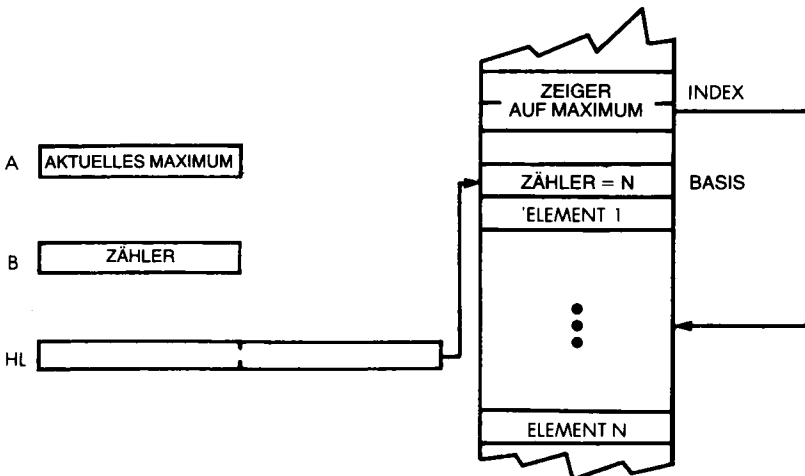 ZEIGER
AUF MAXIMUM
INDEX
A
AKTUELLES MAXIMUM
ZÄHLER = N
BASIS
'ELEMENT 1
B
ZÄHLER
HL
ELEMENT N